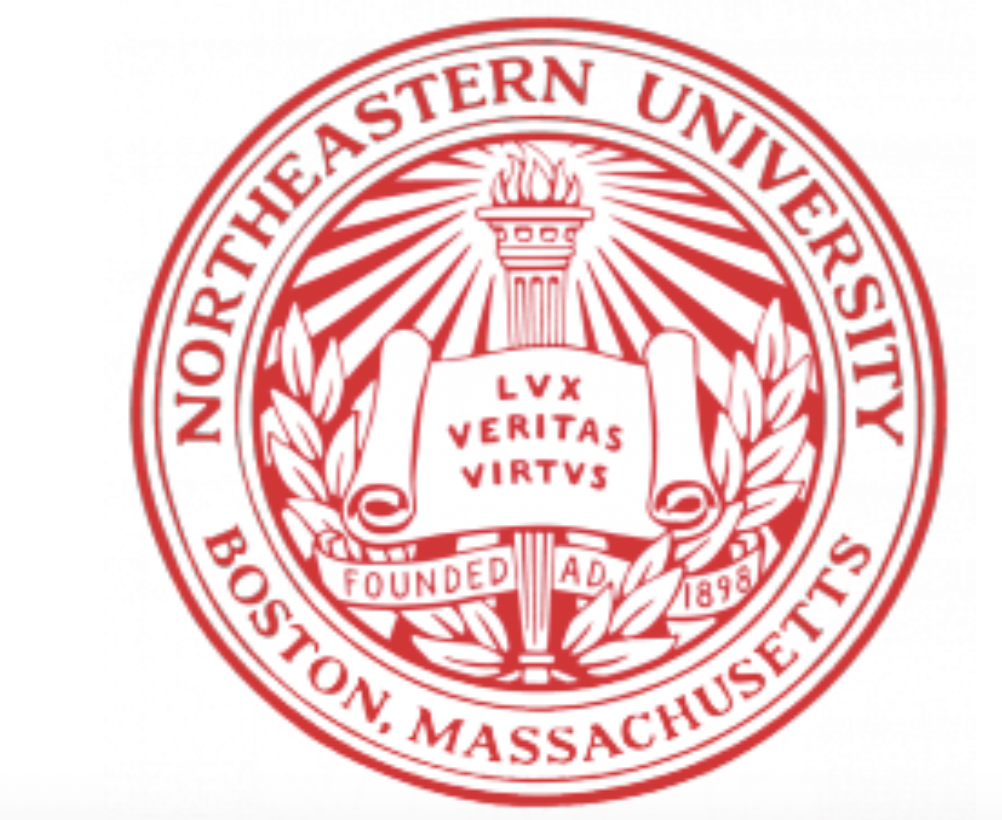 NORTHEASTERN UNIVERSITY
LVX
VERITAS
VIRTVS
FOUNDED AD 1898
BOSTON, MASSACHUSETTS